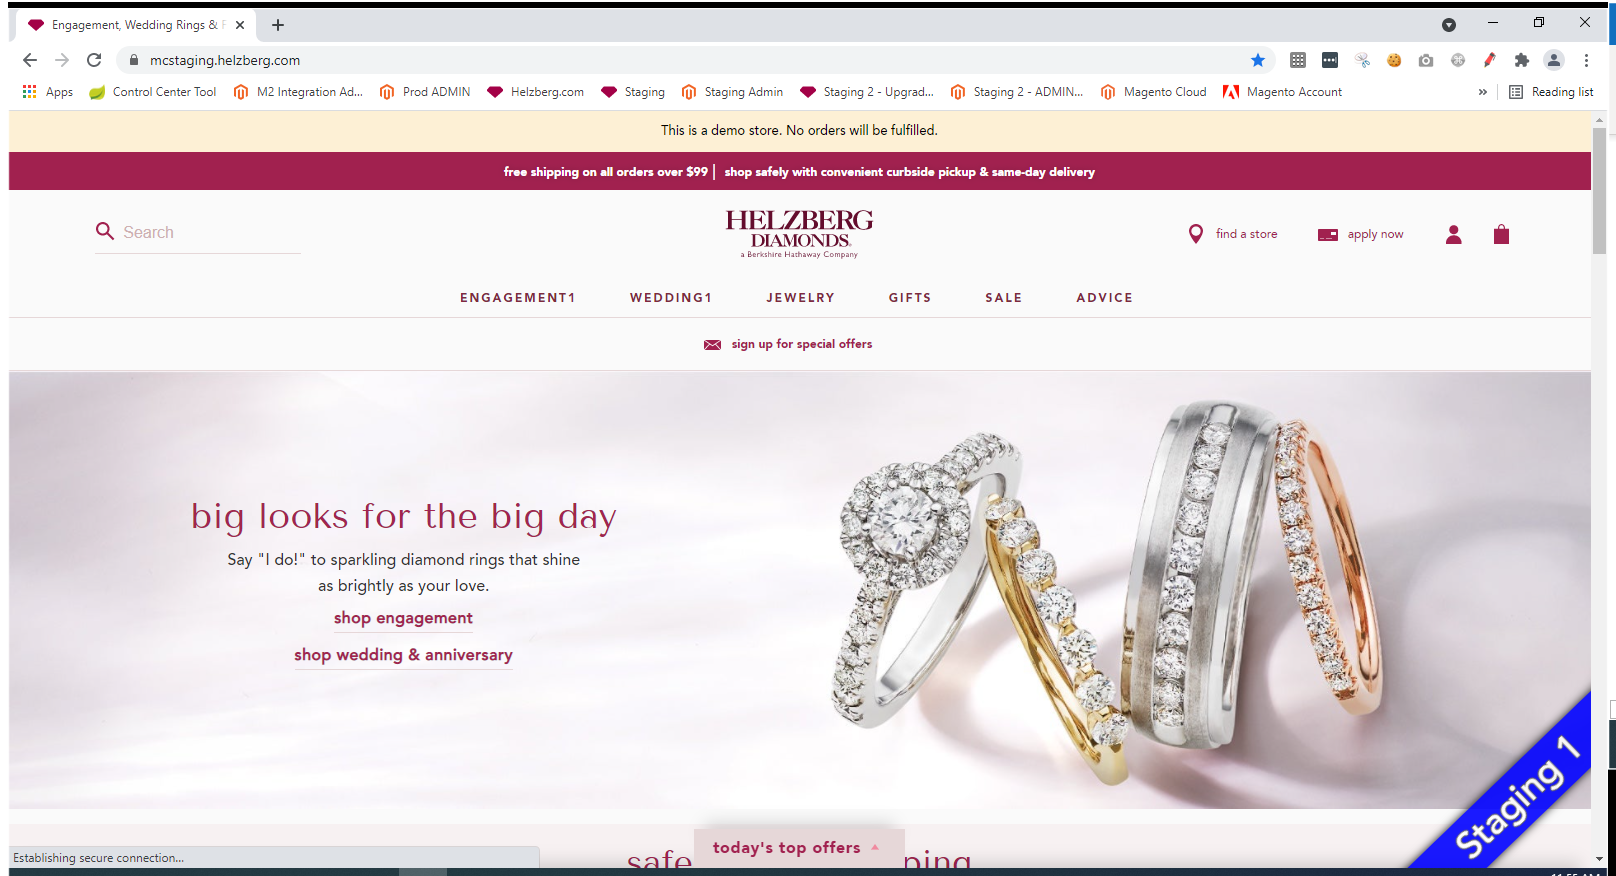 Engagement, Wedding Rings &
mcstaging.helzberg.com
Apps
Control Center Tool
M2 Integration Ad...
Prod ADMIN
Helzberg.com
Staging
Staging Admin
Staging 2 - Upgrad...
Staging 2 - ADMIN...
Magento Cloud
Magento Account
»
Reading list
This is a demo store. No orders will be fulfilled.
free shipping on all orders over $99 | shop safely with convenient curbside pickup & same-day delivery
Search
HELZBERG
DIAMONDS®
a Berkshire Hathaway Company
find a store
apply now
ENGAGEMENT1
WEDDING1
JEWELRY
GIFTS
SALE
ADVICE
sign up for special offers
big looks for the big day
Say "I do!" to sparkling diamond rings that shine
as brightly as your love.
shop engagement
shop wedding & anniversary
Staging 1
today's top offers
safe
ping
Establishing secure connection...